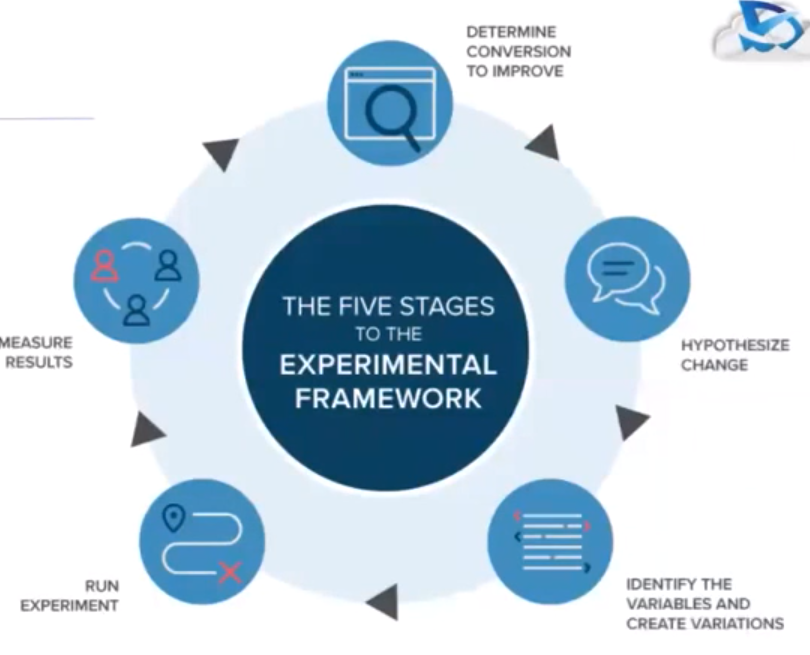 DETERMINE
CONVERSION
TO IMPROVE
THE FIVE STAGES
TO THE
EXPERIMENTAL
FRAMEWORK
HYPOTHESIZE
CHANGE
IDENTIFY THE
VARIABLES AND
CREATE VARIATIONS
RUN
EXPERIMENT
MEASURE
RESULTS